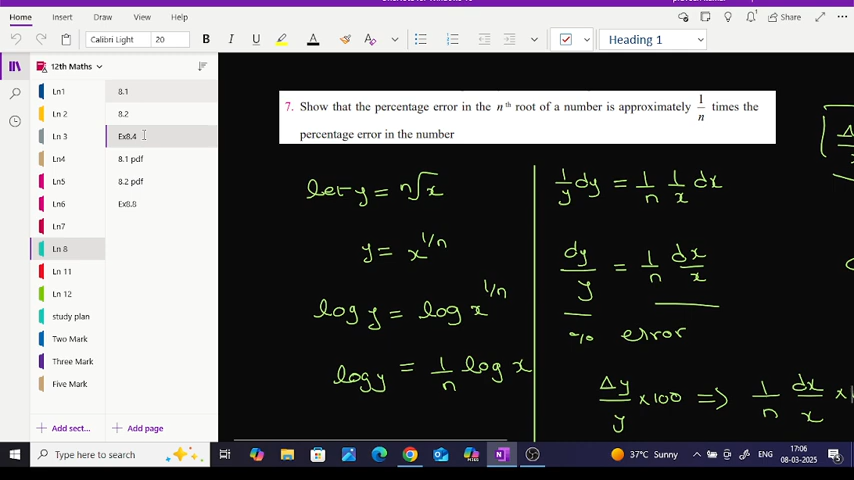 Home Insert Draw View Help Share
Calibri Light 20 B I U A A Heading 1
12th Maths
Ln1 8.1
Ln 2 8.2
Ln 3 Ex8.4
Ln4 8.1 pdf
Ln5 8.2 pdf
Ln6 Ex8.8
Ln7
Ln 8
Ln 11
Ln 12
study plan
Two Mark
Three Mark
Five Mark
+ Add sect... + Add page
7. Show that the percentage error in the n th root of a number is approximately 1/n times the
percentage error in the number
let y = n√x
y = x^1/n
log y = log x^1/n
log y = 1/n log x
1/y dy = 1/n 1/x dx
dy/y = 1/n dx/x
% error
Δy/y × 100 => 1/n dx/x ×
Type here to search
37°C Sunny ENG 17:06
08-03-2025